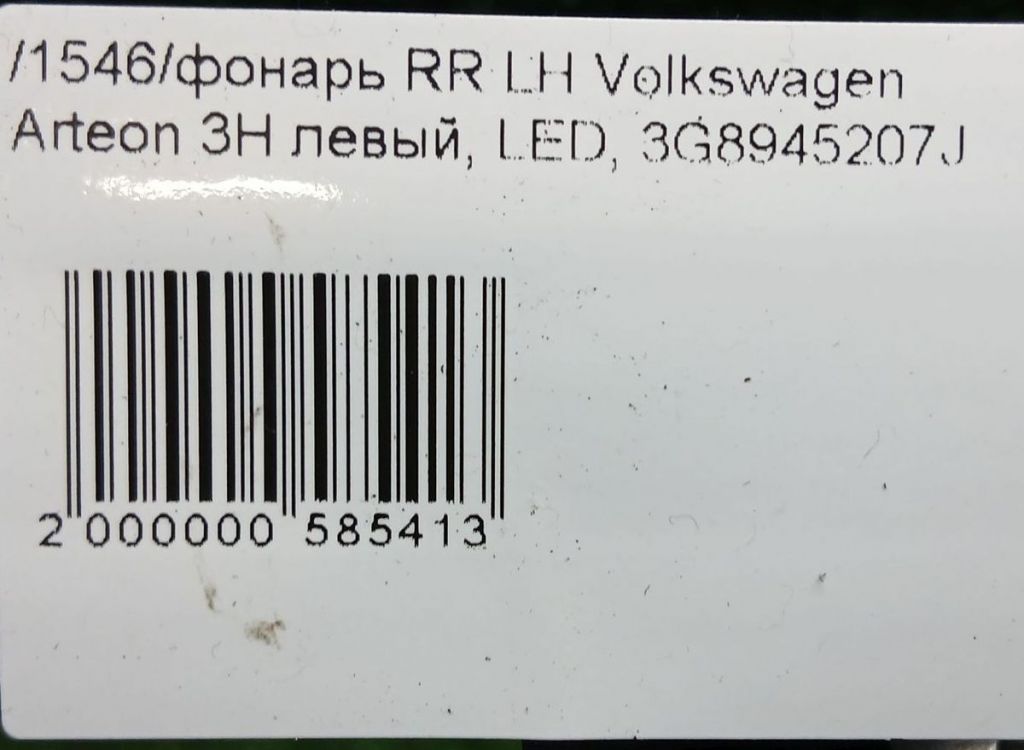 /1546/фонарь RR LH Volkswagen
Arteon 3H левый, LED, 3G8945207J
2 000000 585413